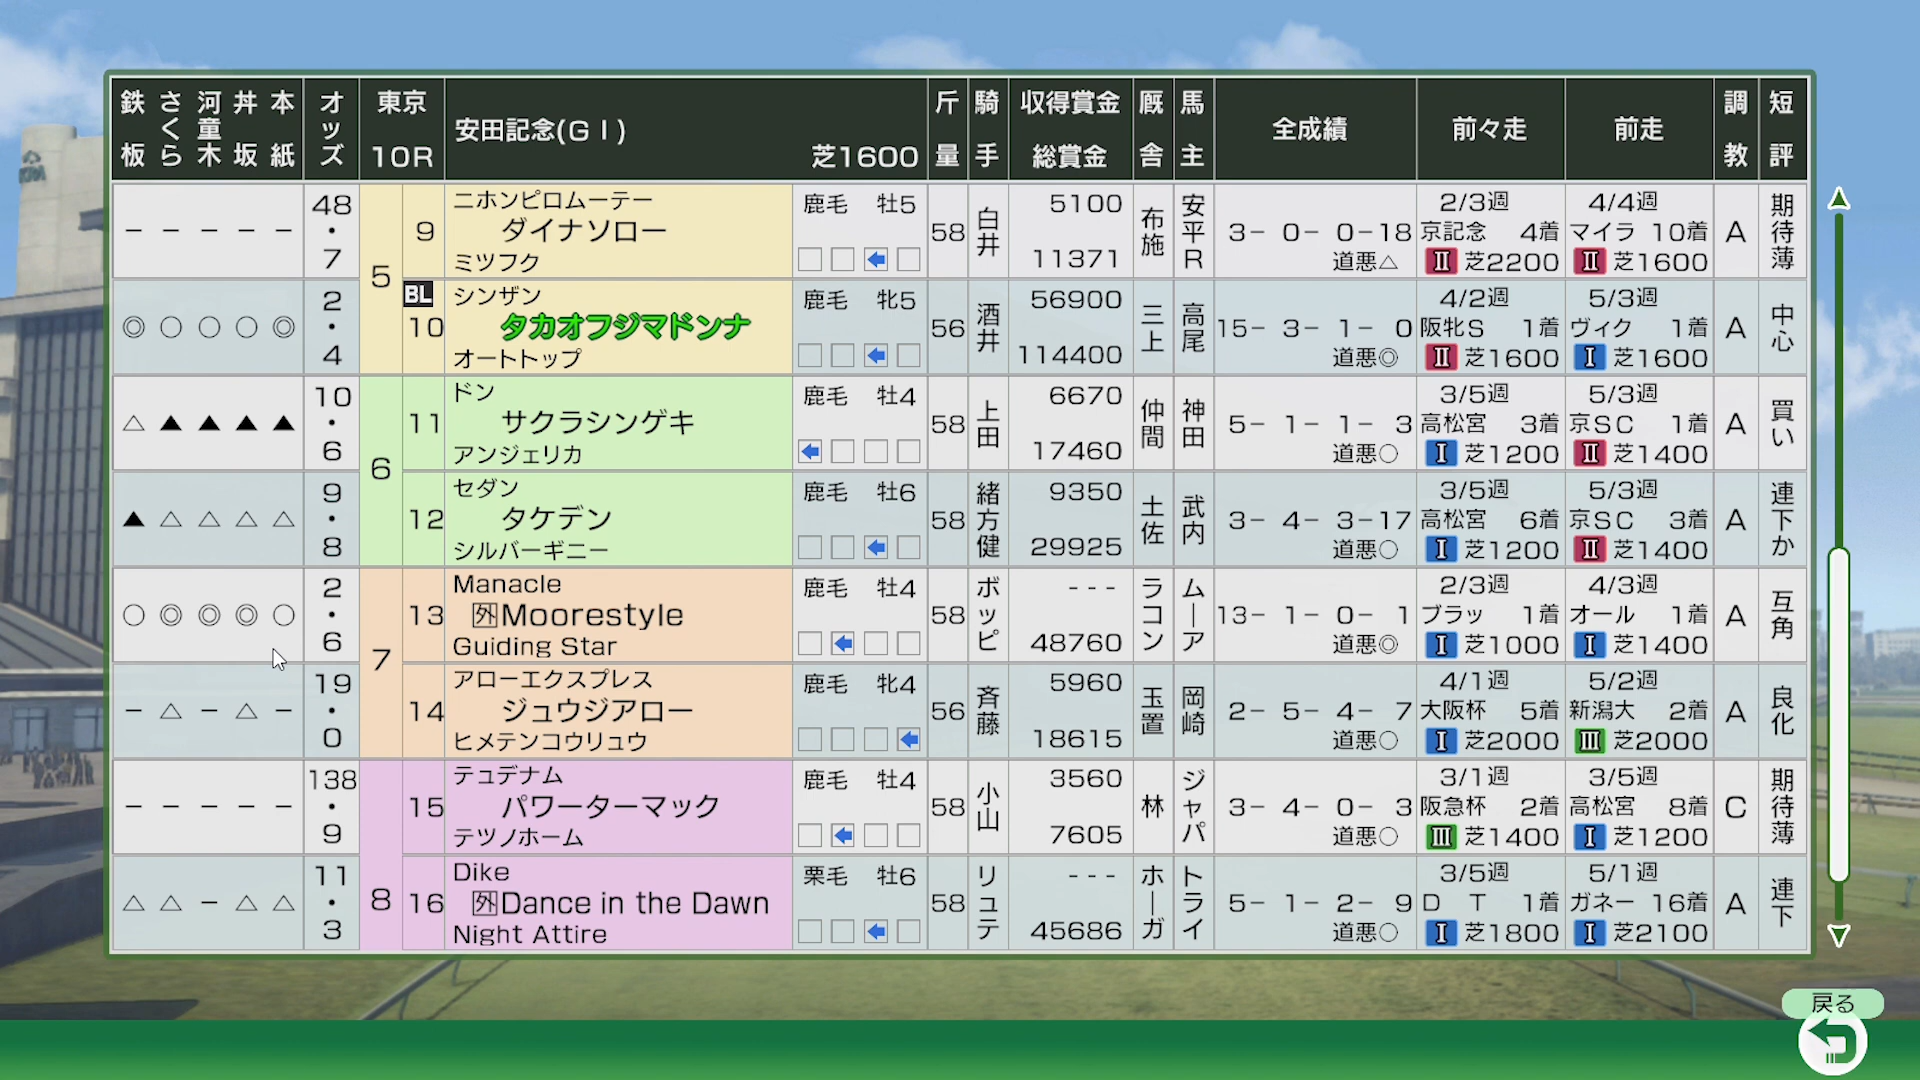 鉄板 さくら 河童木 井坂 本紙 オッズ 東京 10R 安田記念(GⅠ) 芝1600 斤量 騎手 収得賞金 総賞金 厩舎 馬主 全成績 前々走 前走 調教 短評
－ － － － － 48・7 5 9 ニホンピロムーテー 鹿毛 牡5 58 白井 5100 布施 安平R 3－ 0－ 0－18 2/3週 4/4週 A 期待薄
ダイナソロー 京記念 4着 マイラ 10着
ミツフク 11371 道悪△ Ⅱ 芝2200 Ⅱ 芝1600
◎ ○ ○ ○ ◎ 2・4 BL 10 シンザン 鹿毛 牝5 56 酒井 56900 三上 高尾 15－ 3－ 1－ 0 4/2週 5/3週 A 中心
タカオフジマドンナ 阪牝S 1着 ヴィク 1着
オートトップ 114400 道悪◎ Ⅱ 芝1600 Ⅰ 芝1600
△ ▲ ▲ ▲ ▲ 10・6 6 11 ドン 鹿毛 牡4 58 上田 6670 仲間 神田 5－ 1－ 1－ 3 3/5週 5/3週 A 買い
サクラシンゲキ 高松宮 3着 京SC 1着
アンジェリカ 17460 道悪○ Ⅰ 芝1200 Ⅱ 芝1400
▲ △ △ △ △ 9・8 12 セダン 鹿毛 牡6 58 緒方健 9350 土佐 武内 3－ 4－ 3－17 3/5週 5/3週 A 連下か
タケデン 高松宮 6着 京SC 3着
シルバーギニー 29925 道悪○ Ⅰ 芝1200 Ⅱ 芝1400
○ ◎ ◎ ◎ ○ 2・6 7 13 Manacle 鹿毛 牡4 58 ボッピ --- ラコン ムーア 13－ 1－ 0－ 1 2/3週 4/3週 A 互角
外Moorestyle ブラッ 1着 オール 1着
Guiding Star 48760 道悪◎ Ⅰ 芝1000 Ⅰ 芝1400
－ △ － △ － 19・0 14 アローエクスプレス 鹿毛 牝4 56 斉藤 5960 玉置 岡崎 2－ 5－ 4－ 7 4/1週 5/2週 A 良化
ジュウジアロー 大阪杯 5着 新潟大 2着
ヒメテンコウリュウ 18615 道悪○ Ⅰ 芝2000 Ⅲ 芝2000
－ － － － － 138・9 8 15 テュデナム 鹿毛 牡4 58 小山 3560 林 ジャパ 3－ 4－ 0－ 3 3/1週 3/5週 C 期待薄
パワーターマック 阪急杯 2着 高松宮 8着
テツノホーム 7605 道悪○ Ⅲ 芝1400 Ⅰ 芝1200
△ △ － △ △ 11・3 16 Dike 栗毛 牡6 58 リュテ --- ホーガ トライ 5－ 1－ 2－ 9 3/5週 5/1週 A 連下
外Dance in the Dawn D T 1着 ガネー 16着
Night Attire 45686 道悪○ Ⅰ 芝1800 Ⅰ 芝2100
戻る